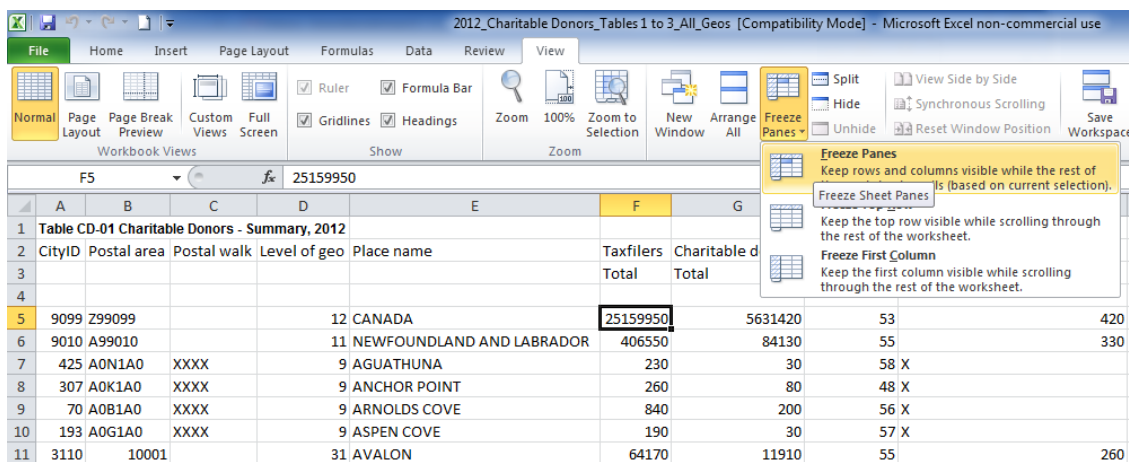 2012_Charitable Donors_Tables 1 to 3_All_Geos [Compatibility Mode] - Microsoft Excel non-commercial use
File Home Insert Page Layout Formulas Data Review View
Normal Page Layout Page Break Preview Custom Views Full Screen
Workbook Views
Ruler Formula Bar
Gridlines Headings
Show
Zoom 100% Zoom to Selection
Zoom
New Window Arrange All Freeze Panes
Split
Hide
Unhide
View Side by Side
Synchronous Scrolling
Reset Window Position
Save Workspace
Freeze Panes
Keep rows and columns visible while the rest of
ls (based on current selection).
Freeze Sheet Panes
Keep the top row visible while scrolling through
the rest of the worksheet.
Freeze First Column
Keep the first column visible while scrolling
through the rest of the worksheet.
F5 fx 25159950
A B C D E F G
1 Table CD-01 Charitable Donors - Summary, 2012
2 CityID Postal area Postal walk Level of geo Place name Taxfilers Charitable d
3 Total Total
4
5 9099 Z99099 12 CANADA 25159950 5631420 53 420
6 9010 A99010 11 NEWFOUNDLAND AND LABRADOR 406550 84130 55 330
7 425 A0N1A0 XXXX 9 AGUATHUNA 230 30 58 X
8 307 A0K1A0 XXXX 9 ANCHOR POINT 260 80 48 X
9 70 A0B1A0 XXXX 9 ARNOLDS COVE 840 200 56 X
10 193 A0G1A0 XXXX 9 ASPEN COVE 190 30 57 X
11 3110 10001 31 AVALON 64170 11910 55 260